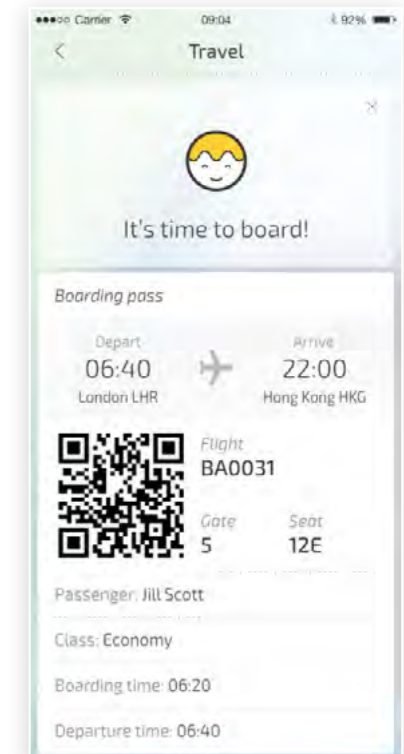 Carrier 09:04 92%
Travel
It's time to board!
Boarding pass
Depart Arrive
06:40 22:00
London LHR Hong Kong HKG
Flight
BA0031
Gate Seat
5 12E
Passenger: Jill Scott
Class: Economy
Boarding time: 06:20
Departure time: 06:40